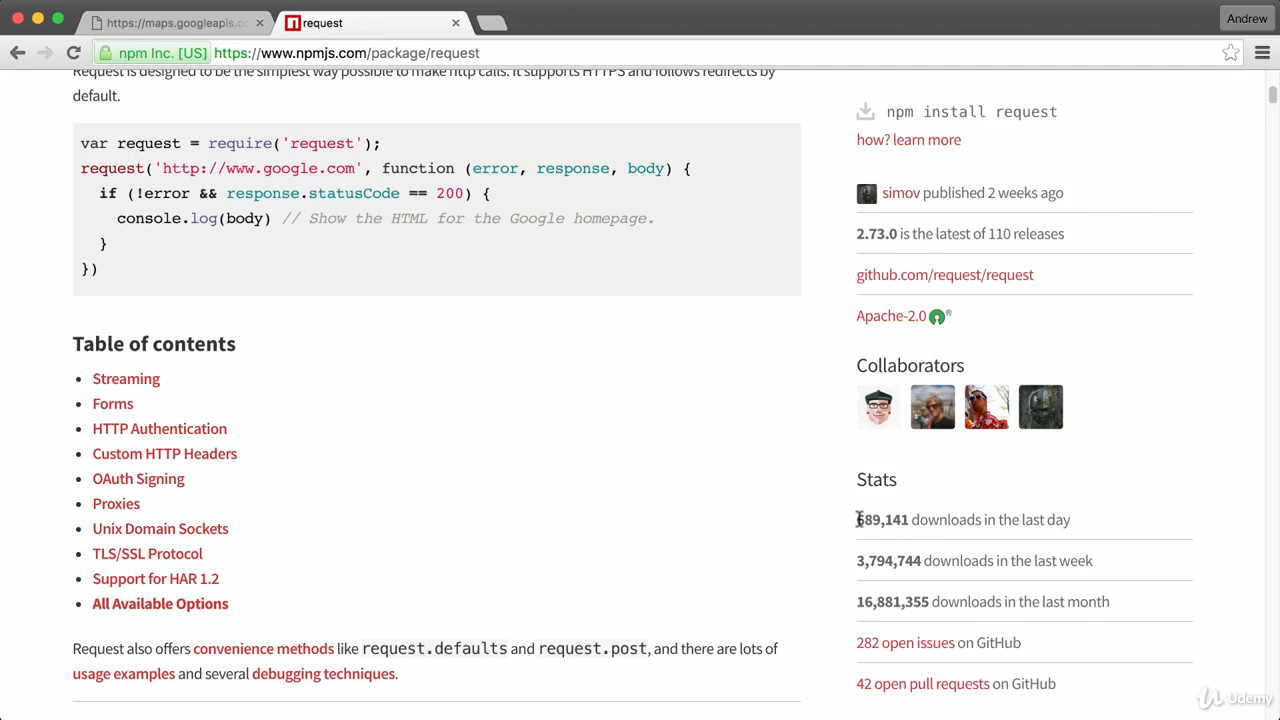 https://maps.googleapis.c
request
Andrew
npm Inc. [US]
https://www.npmjs.com/package/request
Request is designed to be the simplest way possible to make http calls. It supports HTTPS and follows redirects by
default.
var request = require('request');
request('http://www.google.com', function (error, response, body) {
if (!error && response.statusCode == 200) {
console.log(body) // Show the HTML for the Google homepage.
}
})
Table of contents
• Streaming
• Forms
• HTTP Authentication
• Custom HTTP Headers
• OAuth Signing
• Proxies
• Unix Domain Sockets
• TLS/SSL Protocol
• Support for HAR 1.2
• All Available Options
Request also offers convenience methods like request.defaults and request.post, and there are lots of
usage examples and several debugging techniques.
npm install request
how? learn more
simov published 2 weeks ago
2.73.0 is the latest of 110 releases
github.com/request/request
Apache-2.0 ®
Collaborators
Stats
689,141 downloads in the last day
3,794,744 downloads in the last week
16,881,355 downloads in the last month
282 open issues on GitHub
42 open pull requests on GitHub
Udemy